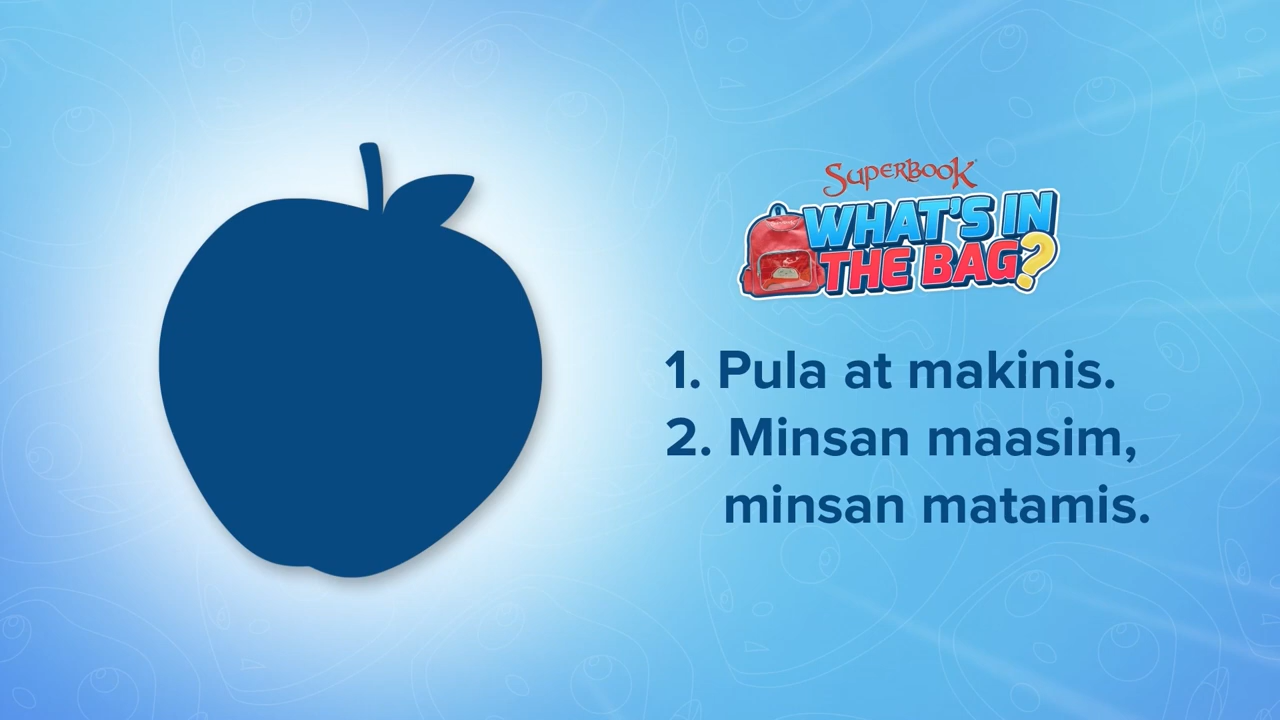 SUPERBOOK
WHAT'S IN
THE BAG?
1. Pula at makinis.
2. Minsan maasim,
minsan matamis.